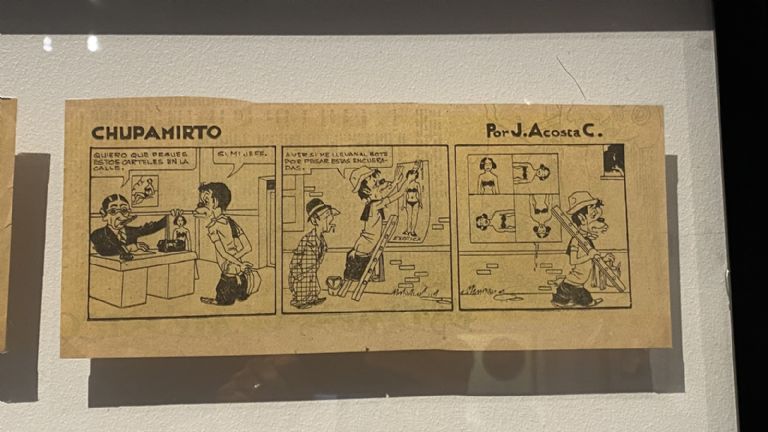 CHUPAMIRTO
Por J. Acosta C.
QUIERO QUE PEGUES
ESTOS CARTELES EN LA
CALLE.
SI MI JEFE.
A VER SI ME LLEVAN AL BOTE
POR PEGAR ESTAS ENCUERA-
DAS.
EXOTICA